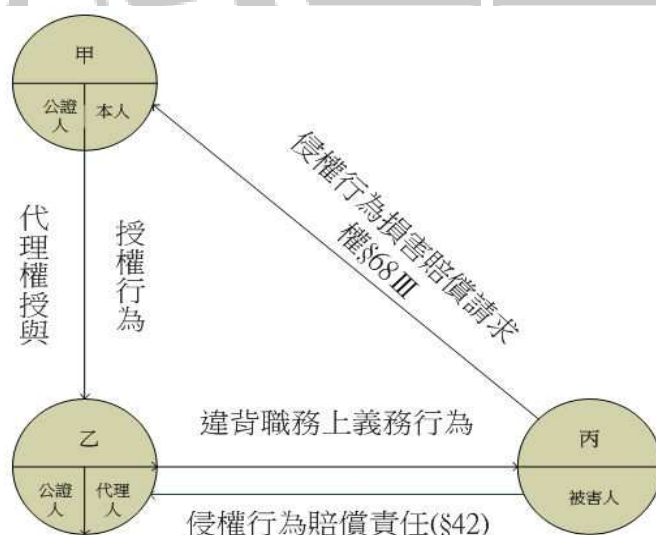 甲
公證
人
本人
侵權行為損害賠償請求
權§68Ⅲ
代理權授與
授權行為
乙
公證
人
代理
人
違背職務上義務行為
侵權行為賠償責任(§42)
丙
被害人